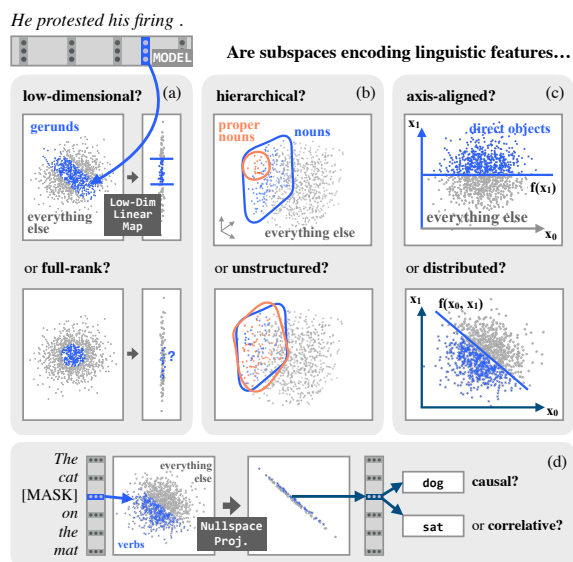 He protested his firing .
MODEL
Are subspaces encoding linguistic features…
low-dimensional? (a)
gerunds
everything
else
Low-Dim
Linear
Map
or full-rank?
?
hierarchical? (b)
proper
nouns
nouns
everything else
or unstructured?
axis-aligned? (c)
x1
direct objects
f(x1)
everything else
x0
or distributed?
x1
f(x0, x1)
x0
(d)
The
cat
[MASK]
on
the
mat
everything
else
verbs
Nullspace
Proj.
dog
causal?
sat
or correlative?